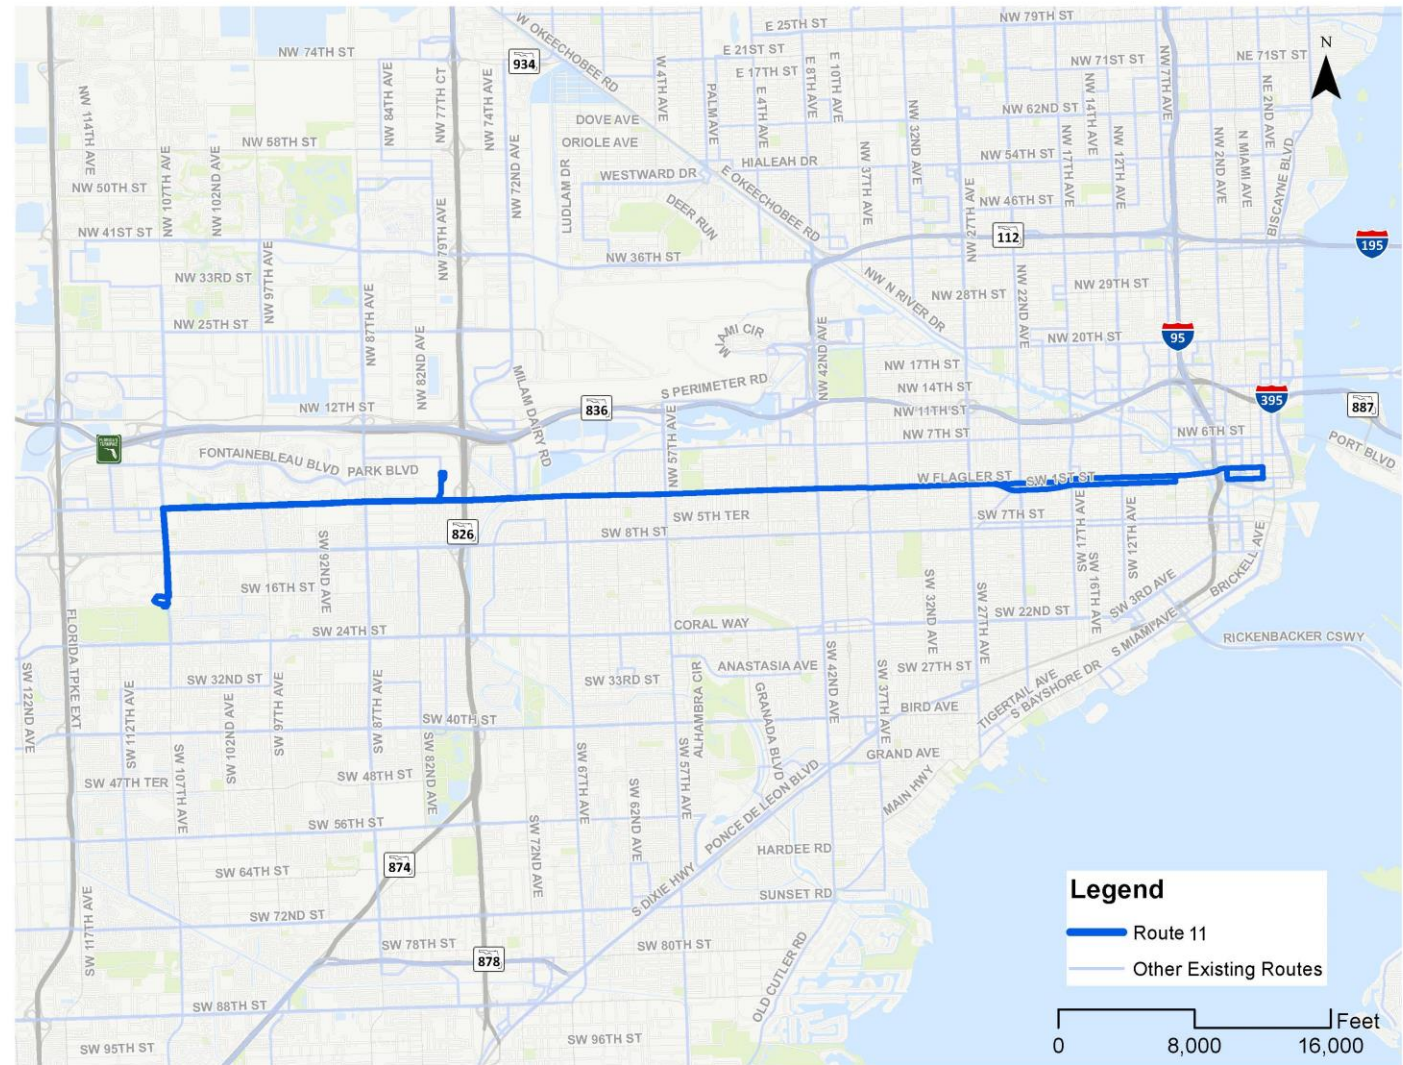 NW 79TH ST
E 25TH ST
W OKEECHOBEE RD
N
NW 74TH ST
934
E 21ST ST
NW 71ST ST
NE 71ST ST
E 17TH ST
NW 114TH AVE
NW 84TH AVE
NW 77TH CT
NW 74TH AVE
W 4TH AVE
PALM AVE
E 4TH AVE
E 8TH AVE
E 10TH AVE
NW 7TH AVE
NE 2ND AVE
DOVE AVE
NW 62ND ST
NW 32ND AVE
NW 14TH AVE
NW 58TH ST
ORIOLE AVE
NW 107TH AVE
NW 102ND AVE
NW 72ND AVE
LUDLAM DR
HIALEAH DR
NW 54TH ST
NW 37TH AVE
NW 17TH AVE
NW 12TH AVE
NW 2ND AVE
N MIAMI AVE
BISCAYNE BLVD
NW 50TH ST
WESTWARD DR
E OKEECHOBEE RD
NW 46TH ST
DEER RUN
NW 27TH AVE
NW 41ST ST
NW 79TH AVE
112
195
NW 36TH ST
NW 33RD ST
NW 97TH AVE
NW N RIVER DR
NW 28TH ST
NW 22ND AVE
NW 29TH ST
NW 87TH AVE
NW 25TH ST
NW 82ND AVE
MIAMI CIR
NW 42ND AVE
NW 20TH ST
95
MILAM DAIRY RD
NW 17TH ST
S PERIMETER RD
NW 14TH ST
NW 12TH ST
836
NW 57TH AVE
NW 11TH ST
395
887
NW 7TH ST
NW 6TH ST
PORT BLVD
FONTAINEBLEAU BLVD
PARK BLVD
W FLAGLER ST
SW 1ST ST
SW 5TH TER
SW 7TH ST
826
SW 8TH ST
SW 92ND AVE
SW 17TH AVE
SW 12TH AVE
SW 16TH ST
SW 32ND AVE
SW 27TH AVE
SW 16TH AVE
SW 3RD AVE
BRICKELL AVE
FLORIDA TPKE EXT
SW 24TH ST
CORAL WAY
SW 22ND ST
S MIAMI AVE
RICKENBACKER CSWY
SW 122ND AVE
SW 32ND ST
SW 33RD ST
ANASTASIA AVE
SW 27TH ST
SW 112TH AVE
SW 102ND AVE
SW 97TH AVE
SW 87TH AVE
ALHAMBRA CIR
GRANADA BLVD
SW 42ND AVE
SW 37TH AVE
TIGERTAIL AVE
S BAYSHORE DR
BIRD AVE
SW 40TH ST
SW 107TH AVE
SW 82ND AVE
SW 67TH AVE
SW 57TH AVE
GRAND AVE
SW 47TH TER
SW 48TH ST
SW 62ND AVE
PONCE DE LEON BLVD
MAIN HWY
SW 56TH ST
SW 72ND AVE
HARDEE RD
SW 64TH ST
874
S DIXIE HWY
SUNSET RD
SW 117TH AVE
SW 72ND ST
SW 78TH ST
878
SW 80TH ST
OLD CUTLER RD
SW 88TH ST
SW 95TH ST
SW 96TH ST
Legend
Route 11
Other Existing Routes
Feet
0 8,000 16,000